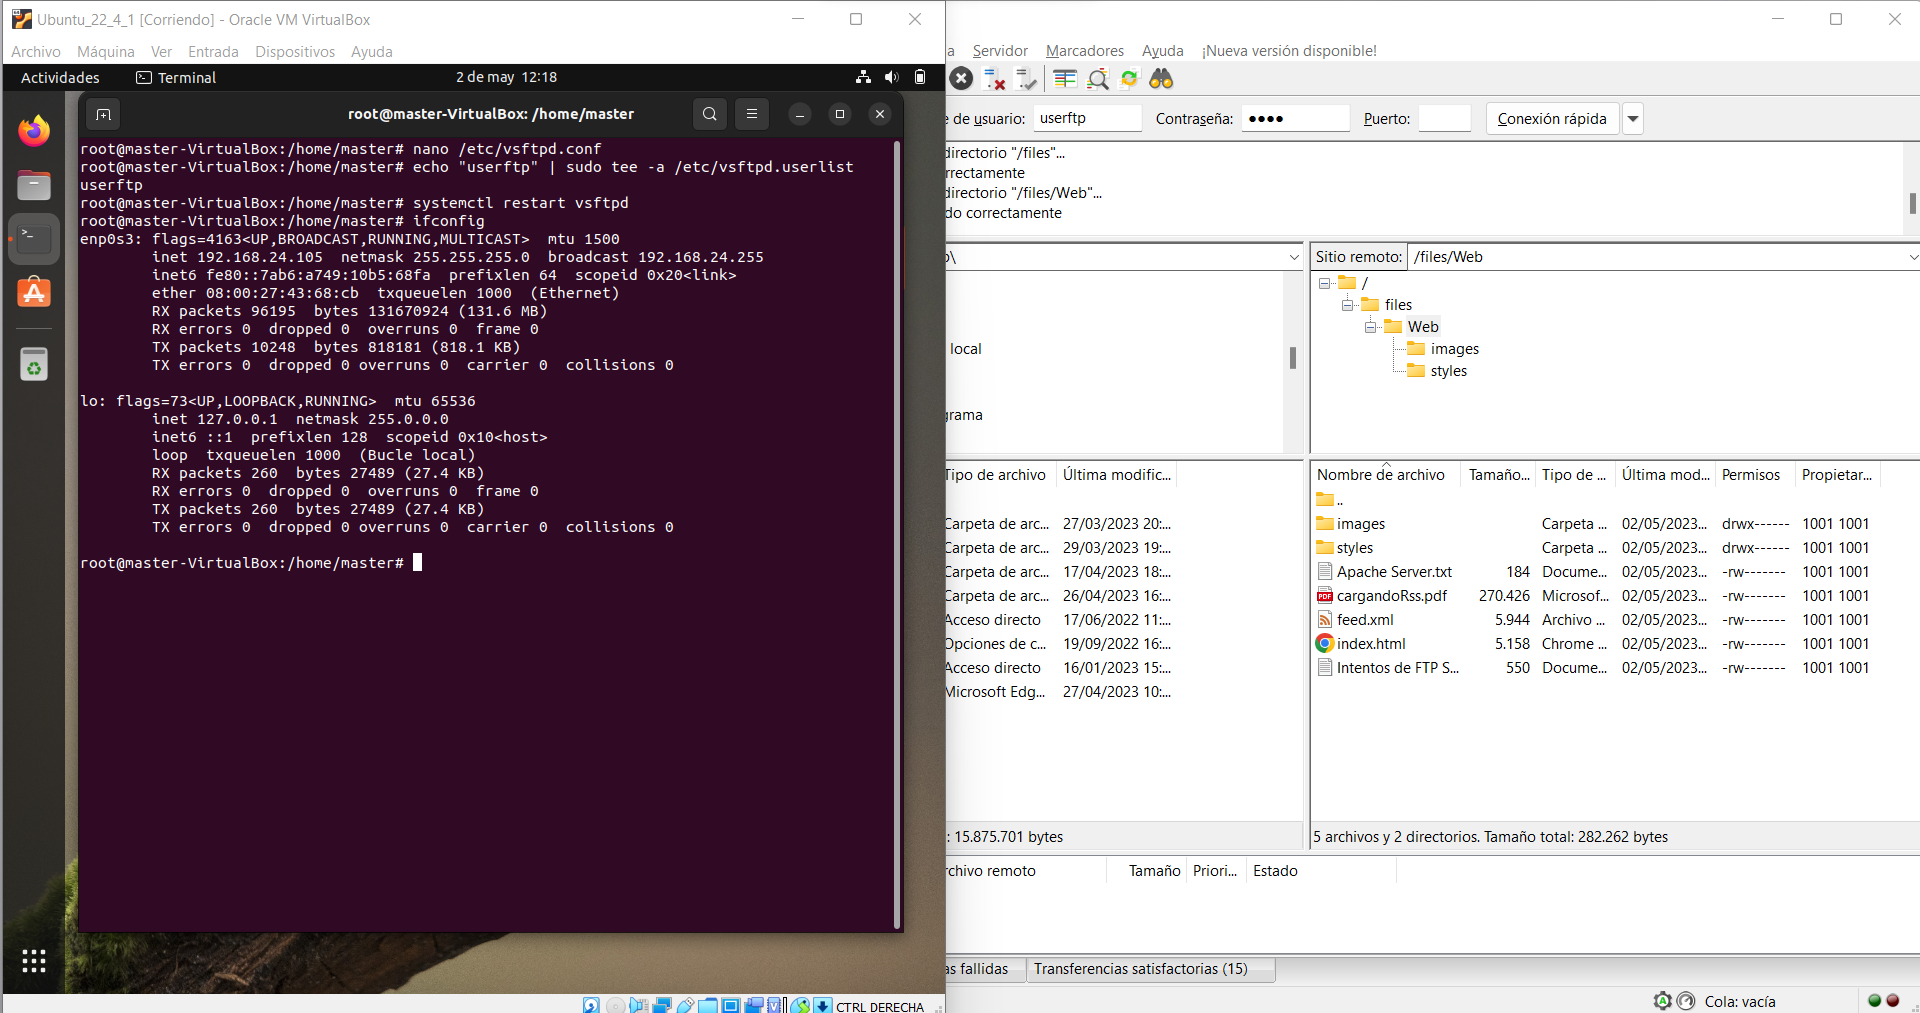 Ubuntu_22_4_1 [Corriendo] - Oracle VM VirtualBox
Archivo Máquina Ver Entrada Dispositivos Ayuda
Actividades Terminal 2 de may 12:18
root@master-VirtualBox: /home/master
root@master-VirtualBox:/home/master# nano /etc/vsftpd.conf
root@master-VirtualBox:/home/master# echo "userftp" | sudo tee -a /etc/vsftpd.userlist
userftp
root@master-VirtualBox:/home/master# systemctl restart vsftpd
root@master-VirtualBox:/home/master# ifconfig
enp0s3: flags=4163<UP,BROADCAST,RUNNING,MULTICAST>  mtu 1500
        inet 192.168.24.105  netmask 255.255.255.0  broadcast 192.168.24.255
        inet6 fe80::7ab6:a749:10b5:68fa  prefixlen 64  scopeid 0x20<link>
        ether 08:00:27:43:68:cb  txqueuelen 1000  (Ethernet)
        RX packets 96195  bytes 131670924 (131.6 MB)
        RX errors 0  dropped 0  overruns 0  frame 0
        TX packets 10248  bytes 818181 (818.1 KB)
        TX errors 0  dropped 0 overruns 0  carrier 0  collisions 0
lo: flags=73<UP,LOOPBACK,RUNNING>  mtu 65536
        inet 127.0.0.1  netmask 255.0.0.0
        inet6 ::1  prefixlen 128  scopeid 0x10<host>
        loop  txqueuelen 1000  (Bucle local)
        RX packets 260  bytes 27489 (27.4 KB)
        RX errors 0  dropped 0  overruns 0  frame 0
        TX packets 260  bytes 27489 (27.4 KB)
        TX errors 0  dropped 0 overruns 0  carrier 0  collisions 0
root@master-VirtualBox:/home/master#
CTRL DERECHA
a Servidor Marcadores Ayuda ¡Nueva versión disponible!
e de usuario: userftp Contraseña: ●●●● Puerto: Conexión rápida
directorio "/files"...
rrectamente
directorio "/files/Web"...
do correctamente
o\
local
grama
Tipo de archivo Última modific...
Carpeta de arc... 27/03/2023 20:...
Carpeta de arc... 29/03/2023 19:...
Carpeta de arc... 17/04/2023 18:...
Carpeta de arc... 26/04/2023 16:...
Acceso directo 17/06/2022 11:...
Opciones de c... 19/09/2022 16:...
Acceso directo 16/01/2023 15:...
Microsoft Edg... 27/04/2023 10:...
: 15.875.701 bytes
Sitio remoto: /files/Web
/
files
Web
images
styles
Nombre de archivo Tamaño... Tipo de ... Última mod... Permisos Propietar...
..
images Carpeta ... 02/05/2023... drwx------ 1001 1001
styles Carpeta ... 02/05/2023... drwx------ 1001 1001
Apache Server.txt 184 Docume... 02/05/2023... -rw------- 1001 1001
cargandoRss.pdf 270.426 Microsof... 02/05/2023... -rw------- 1001 1001
feed.xml 5.944 Archivo ... 02/05/2023... -rw------- 1001 1001
index.html 5.158 Chrome ... 02/05/2023... -rw------- 1001 1001
Intentos de FTP S... 550 Docume... 02/05/2023... -rw------- 1001 1001
5 archivos y 2 directorios. Tamaño total: 282.262 bytes
rchivo remoto Tamaño Priori... Estado
as fallidas Transferencias satisfactorias (15)
Cola: vacía